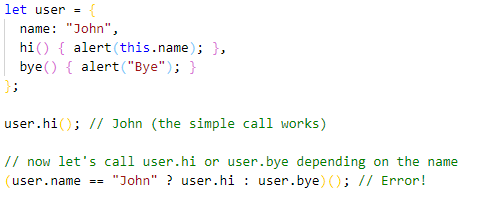 let user = {
  name: "John",
  hi() { alert(this.name); },
  bye() { alert("Bye"); }
};

user.hi(); // John (the simple call works)

// now let's call user.hi or user.bye depending on the name
(user.name == "John" ? user.hi : user.bye)(); // Error!